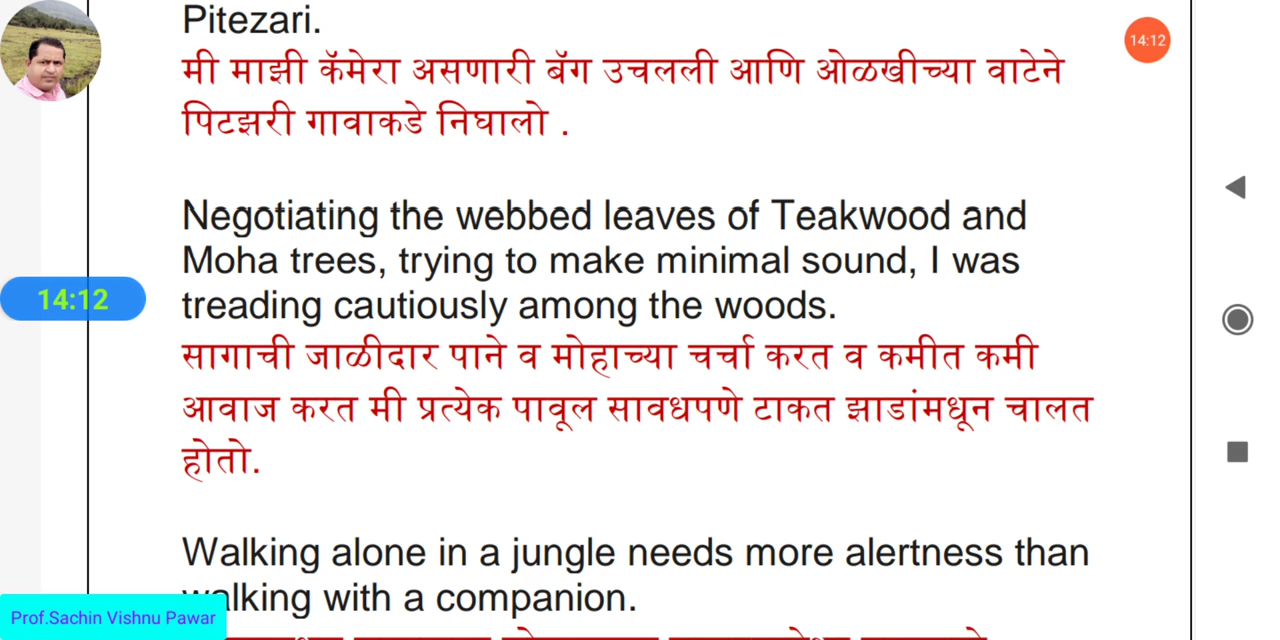 Pitezari.
14:12
मी माझी कॅमेरा असणारी बॅग उचलली आणि ओळखीच्या वाटेने
पिटझरी गावाकडे निघालो .
Negotiating the webbed leaves of Teakwood and
Moha trees, trying to make minimal sound, I was
14:12
treading cautiously among the woods.
सागाची जाळीदार पाने व मोहाच्या चर्चा करत व कमीत कमी
आवाज करत मी प्रत्येक पावूल सावधपणे टाकत झाडांमधून चालत
होतो.
Walking alone in a jungle needs more alertness than
walking with a companion.
Prof.Sachin Vishnu Pawar